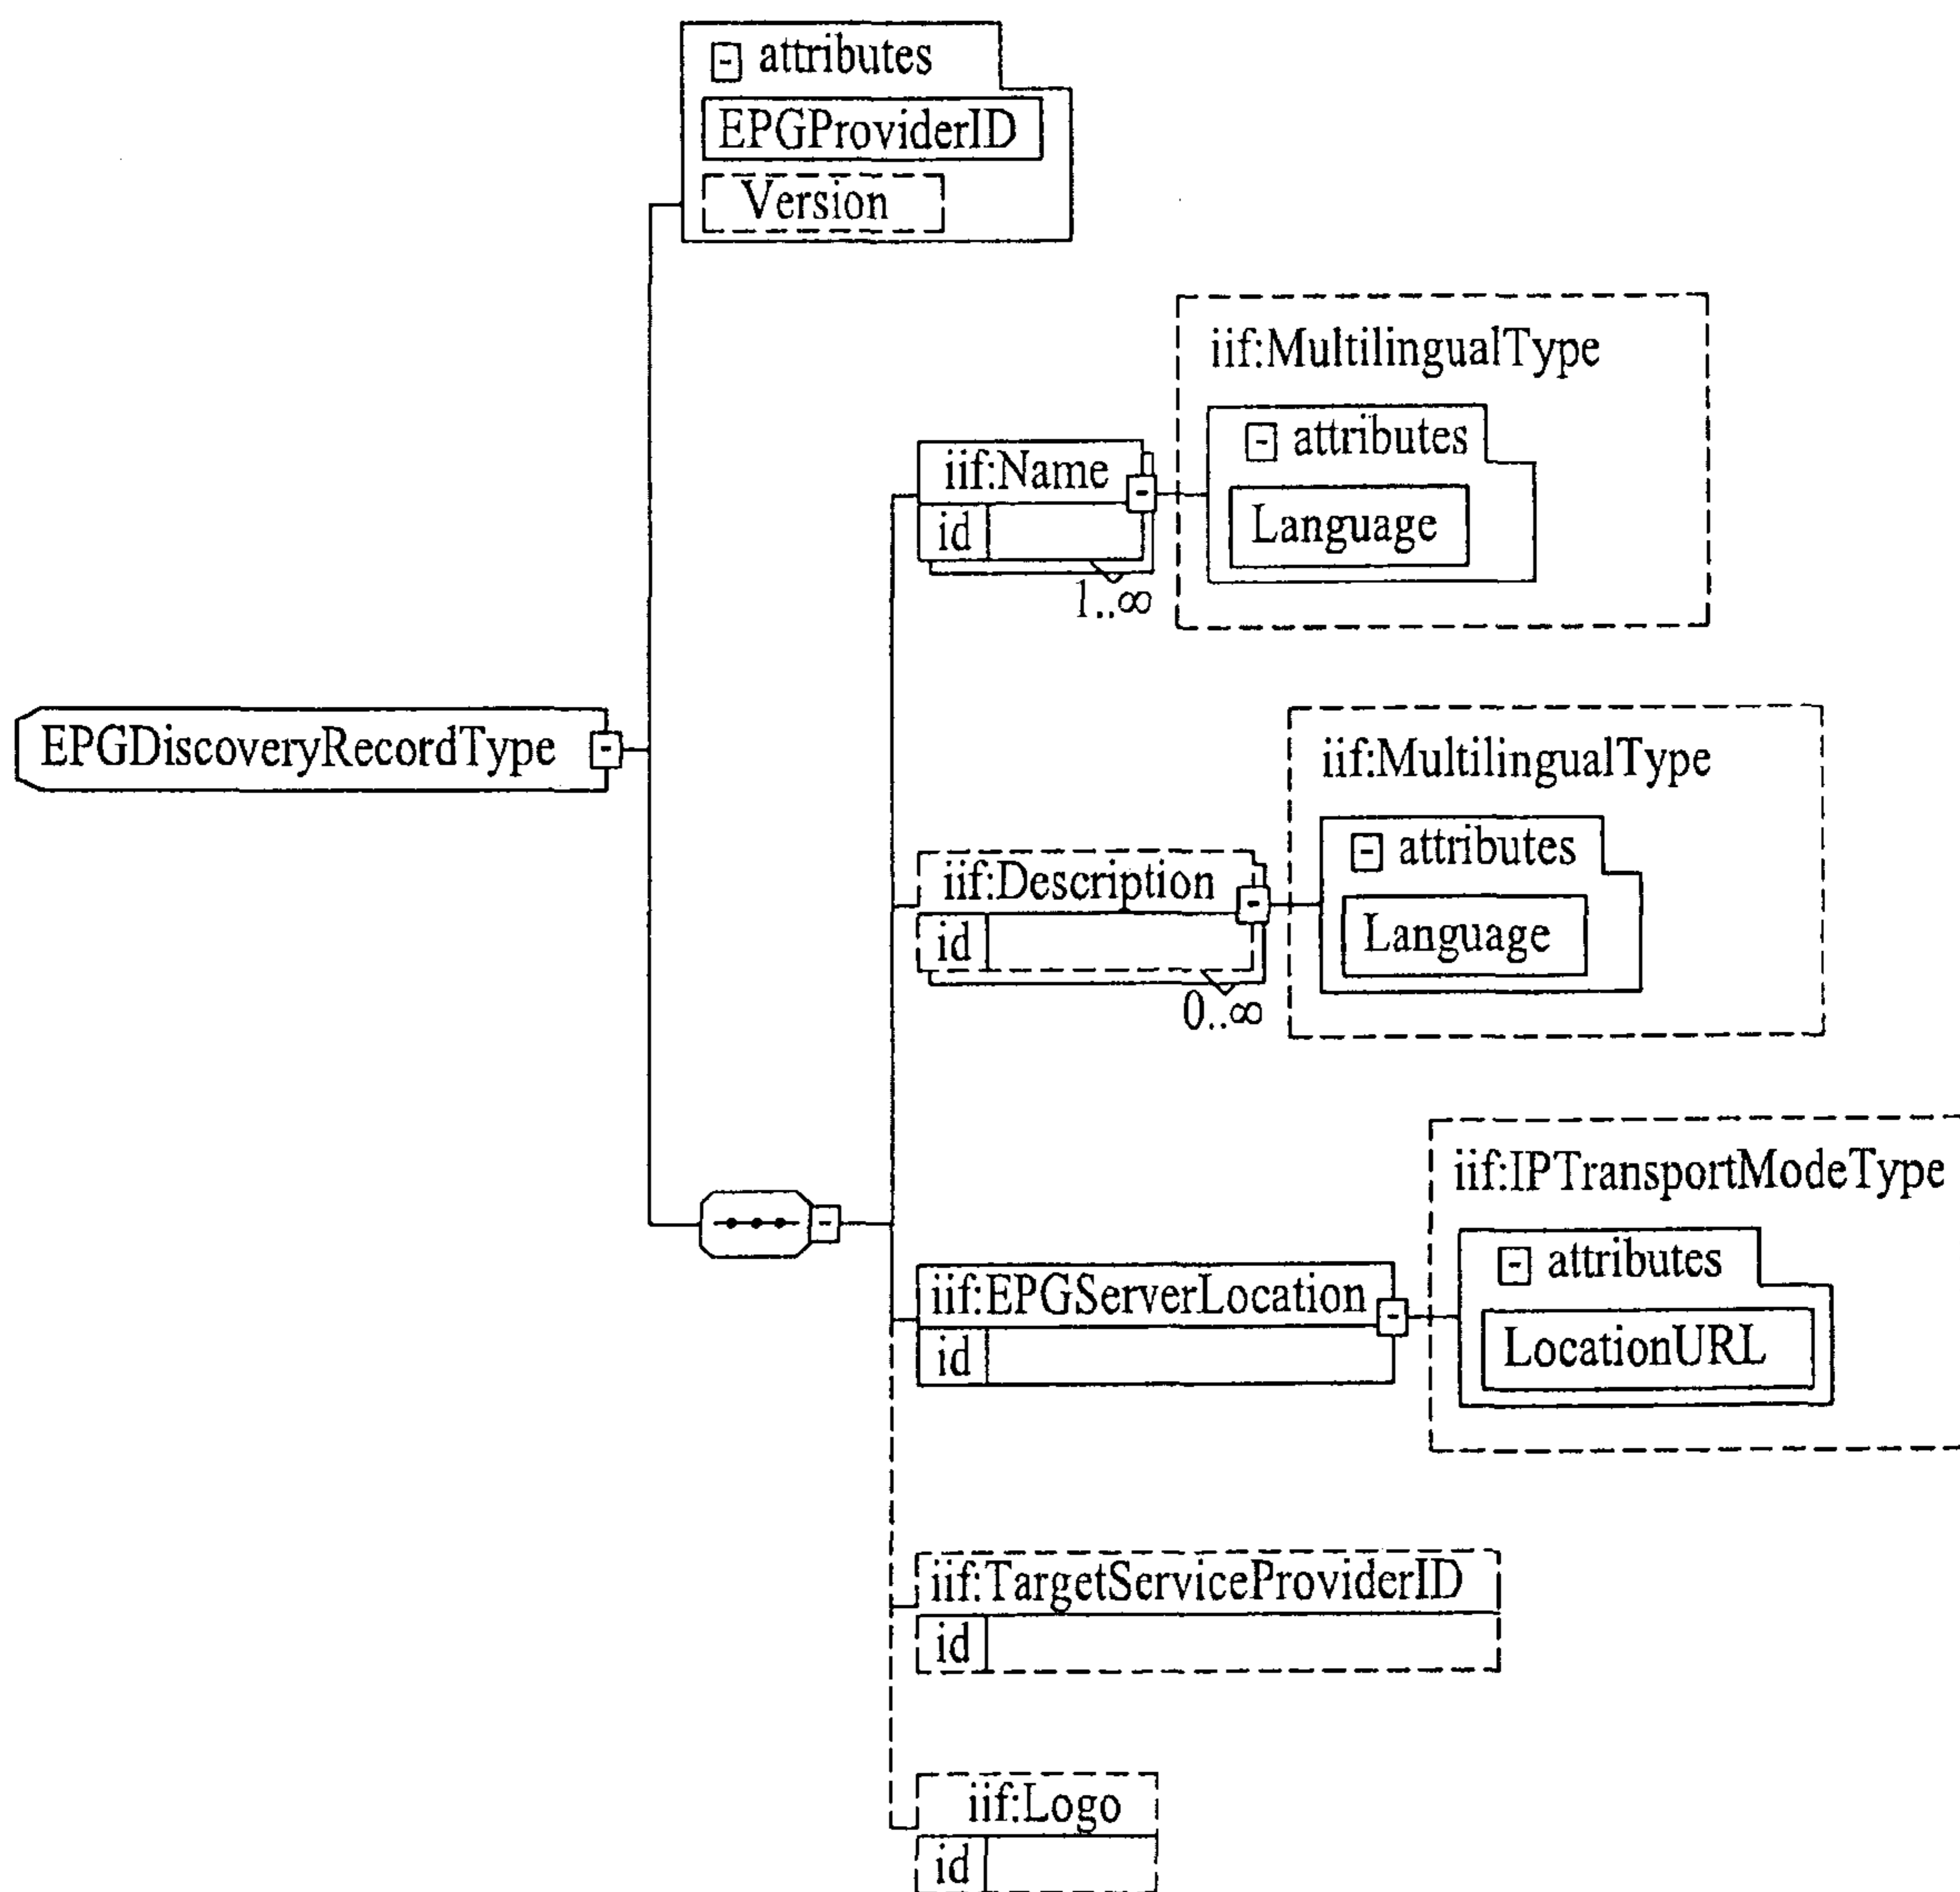 attributes
EPGProviderID
Version
iif:MultilingualType
attributes
iif:Name
Language
id
1..∞
EPGDiscoveryRecordType
iif:MultilingualType
attributes
iif:Description
Language
id
0..∞
iif:IPTransportModeType
attributes
iif:EPGServerLocation
LocationURL
id
iif:TargetServiceProviderID
id
iif:Logo
id